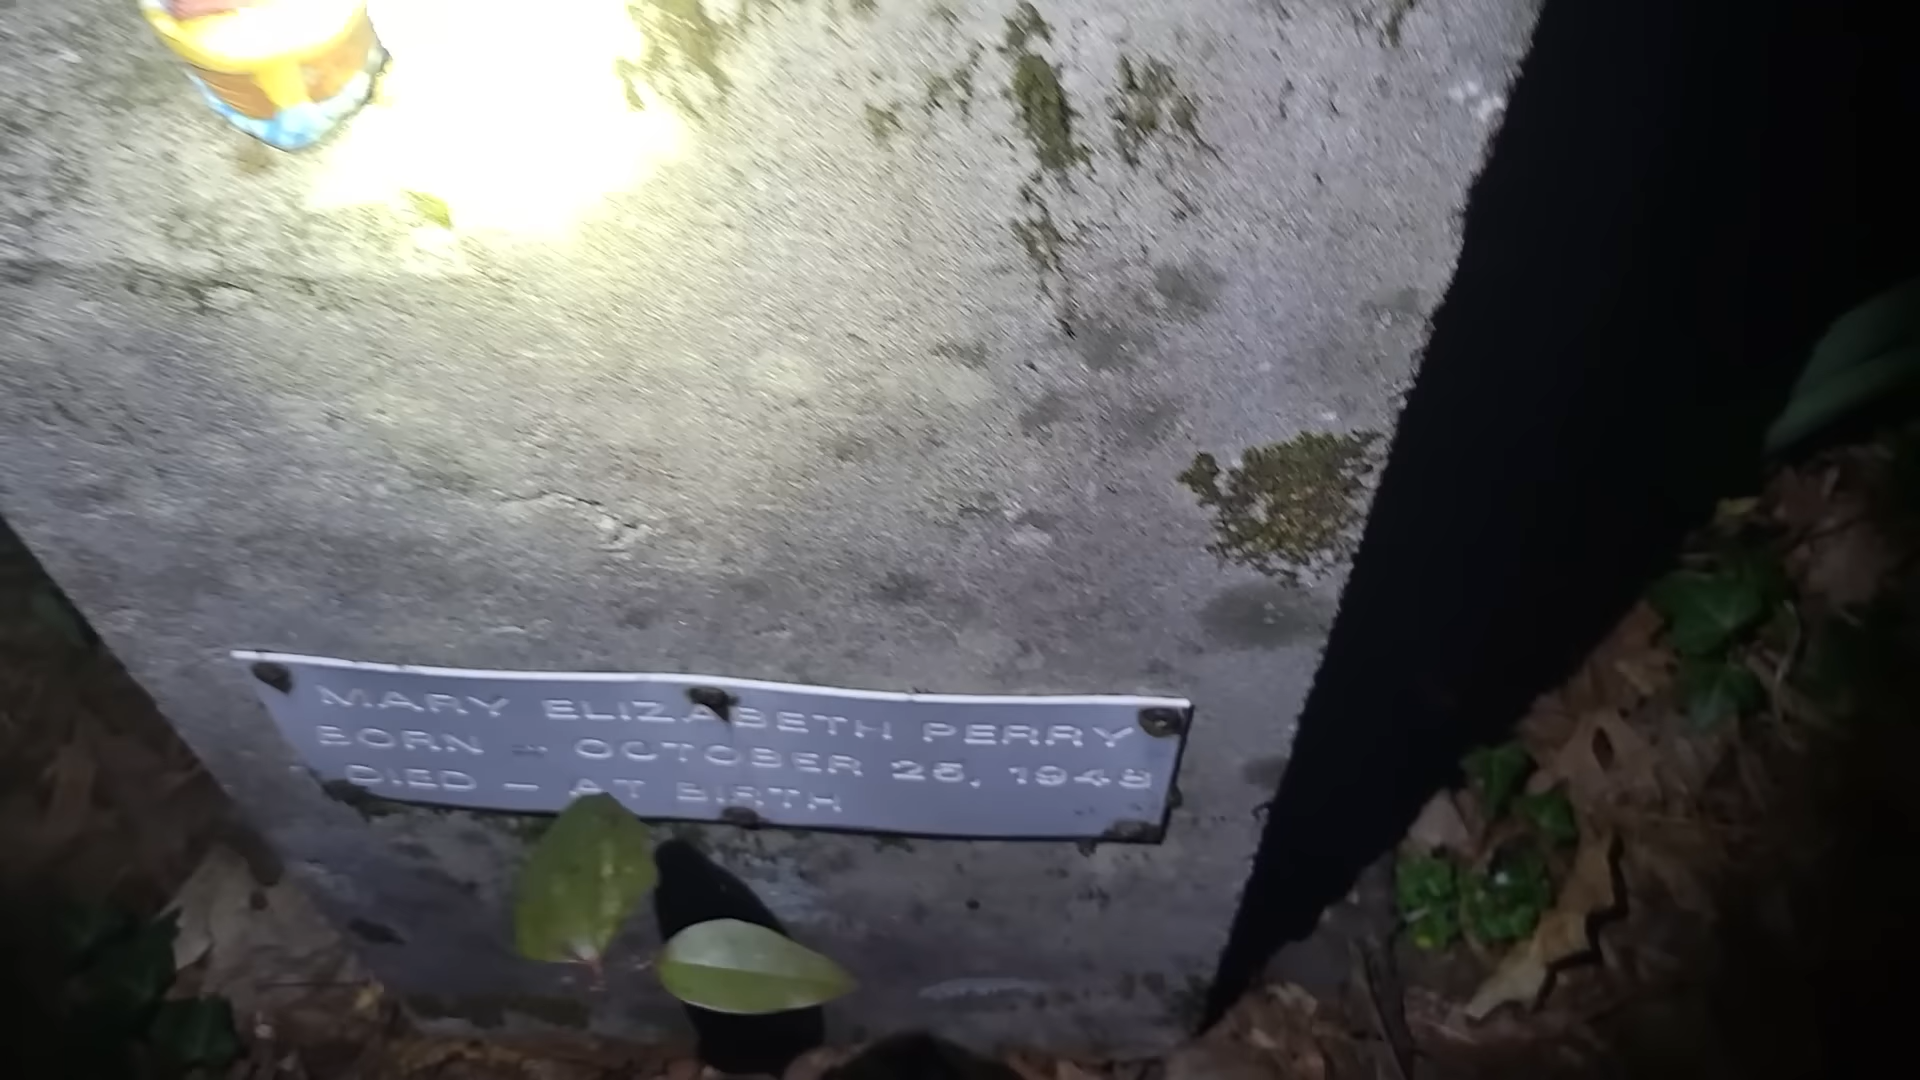 MARY ELIZABETH PERRY
BORN - OCTOBER 26, 1948
DIED - AT BIRTH